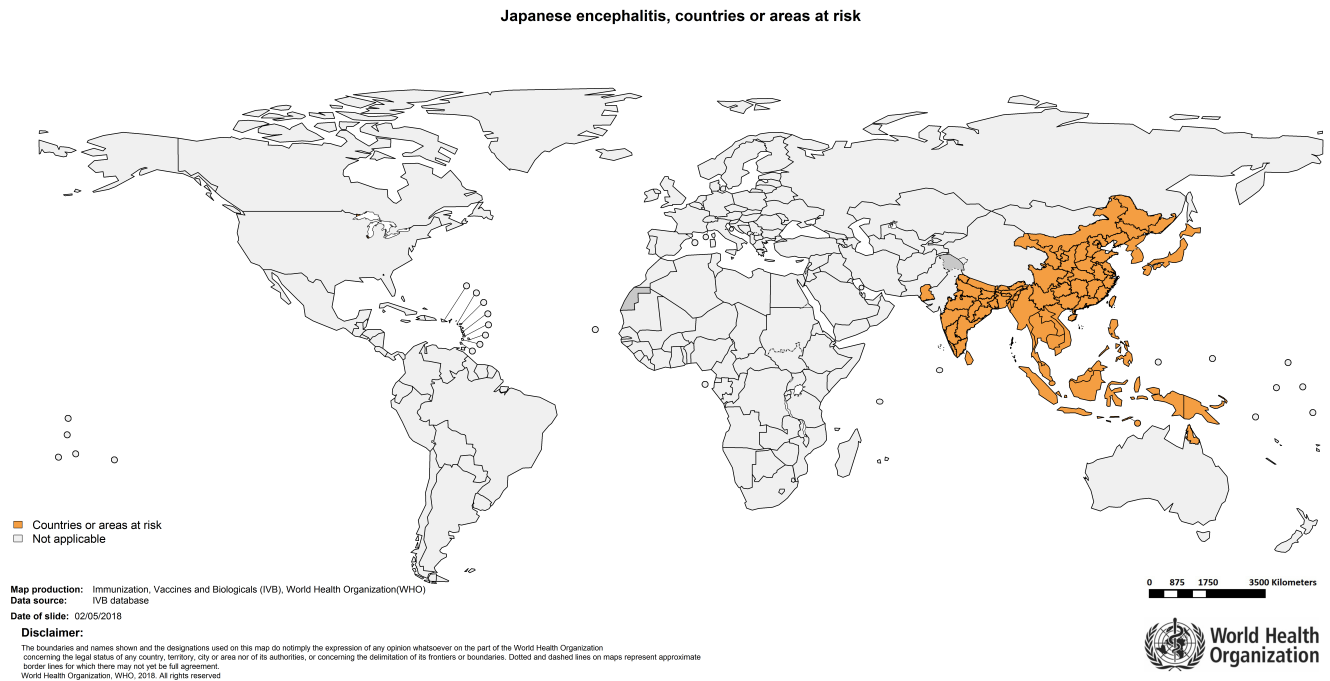 Japanese encephalitis, countries or areas at risk
Countries or areas at risk
Not applicable
Map production: Immunization, Vaccines and Biologicals (IVB), World Health Organization(WHO)
Data source: IVB database
Date of slide: 02/05/2018
Disclaimer:
The boundaries and names shown and the designations used on this map do notimply the expression of any opinion whatsoever on the part of the World Health Organization
concerning the legal status of any country, territory, city or area nor of its authorities, or concerning the delimitation of its frontiers or boundaries. Dotted and dashed lines on maps represent approximate
border lines for which there may not yet be full agreement.
World Health Organization, WHO, 2018. All rights reserved
0 875 1750 3500 Kilometers
World Health
Organization